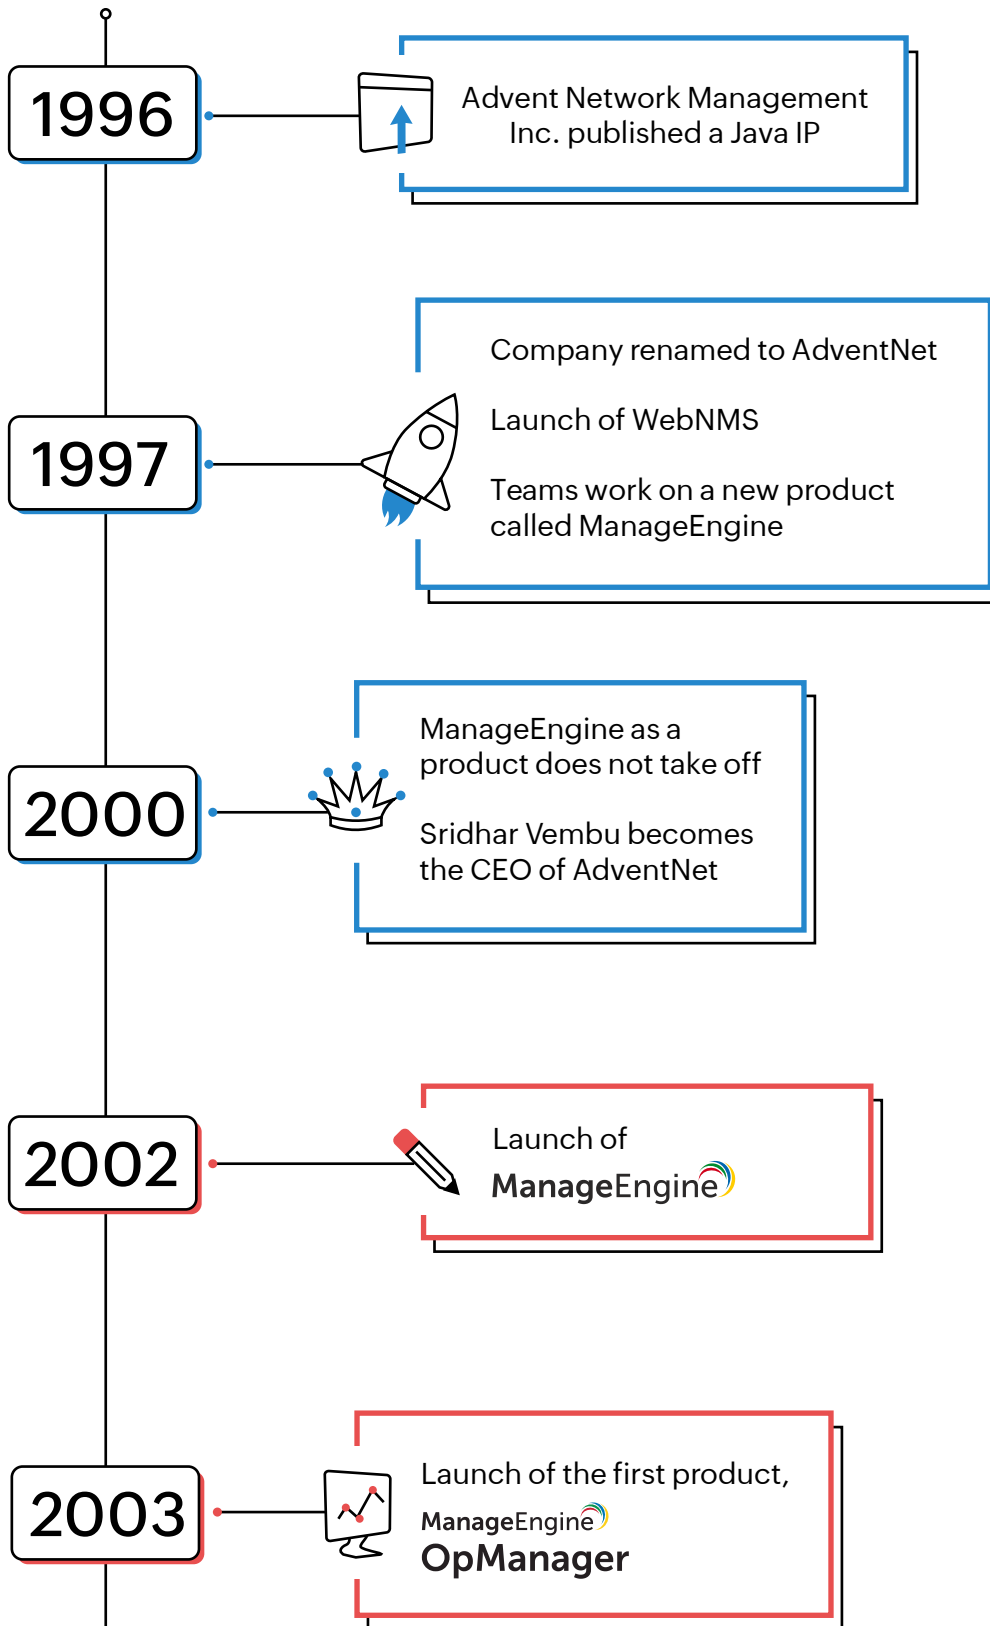 1996
Advent Network Management
Inc. published a Java IP
1997
Company renamed to AdventNet
Launch of WebNMS
Teams work on a new product
called ManageEngine
2000
ManageEngine as a
product does not take off
Sridhar Vembu becomes
the CEO of AdventNet
2002
Launch of
ManageEngine
2003
Launch of the first product,
ManageEngine
OpManager